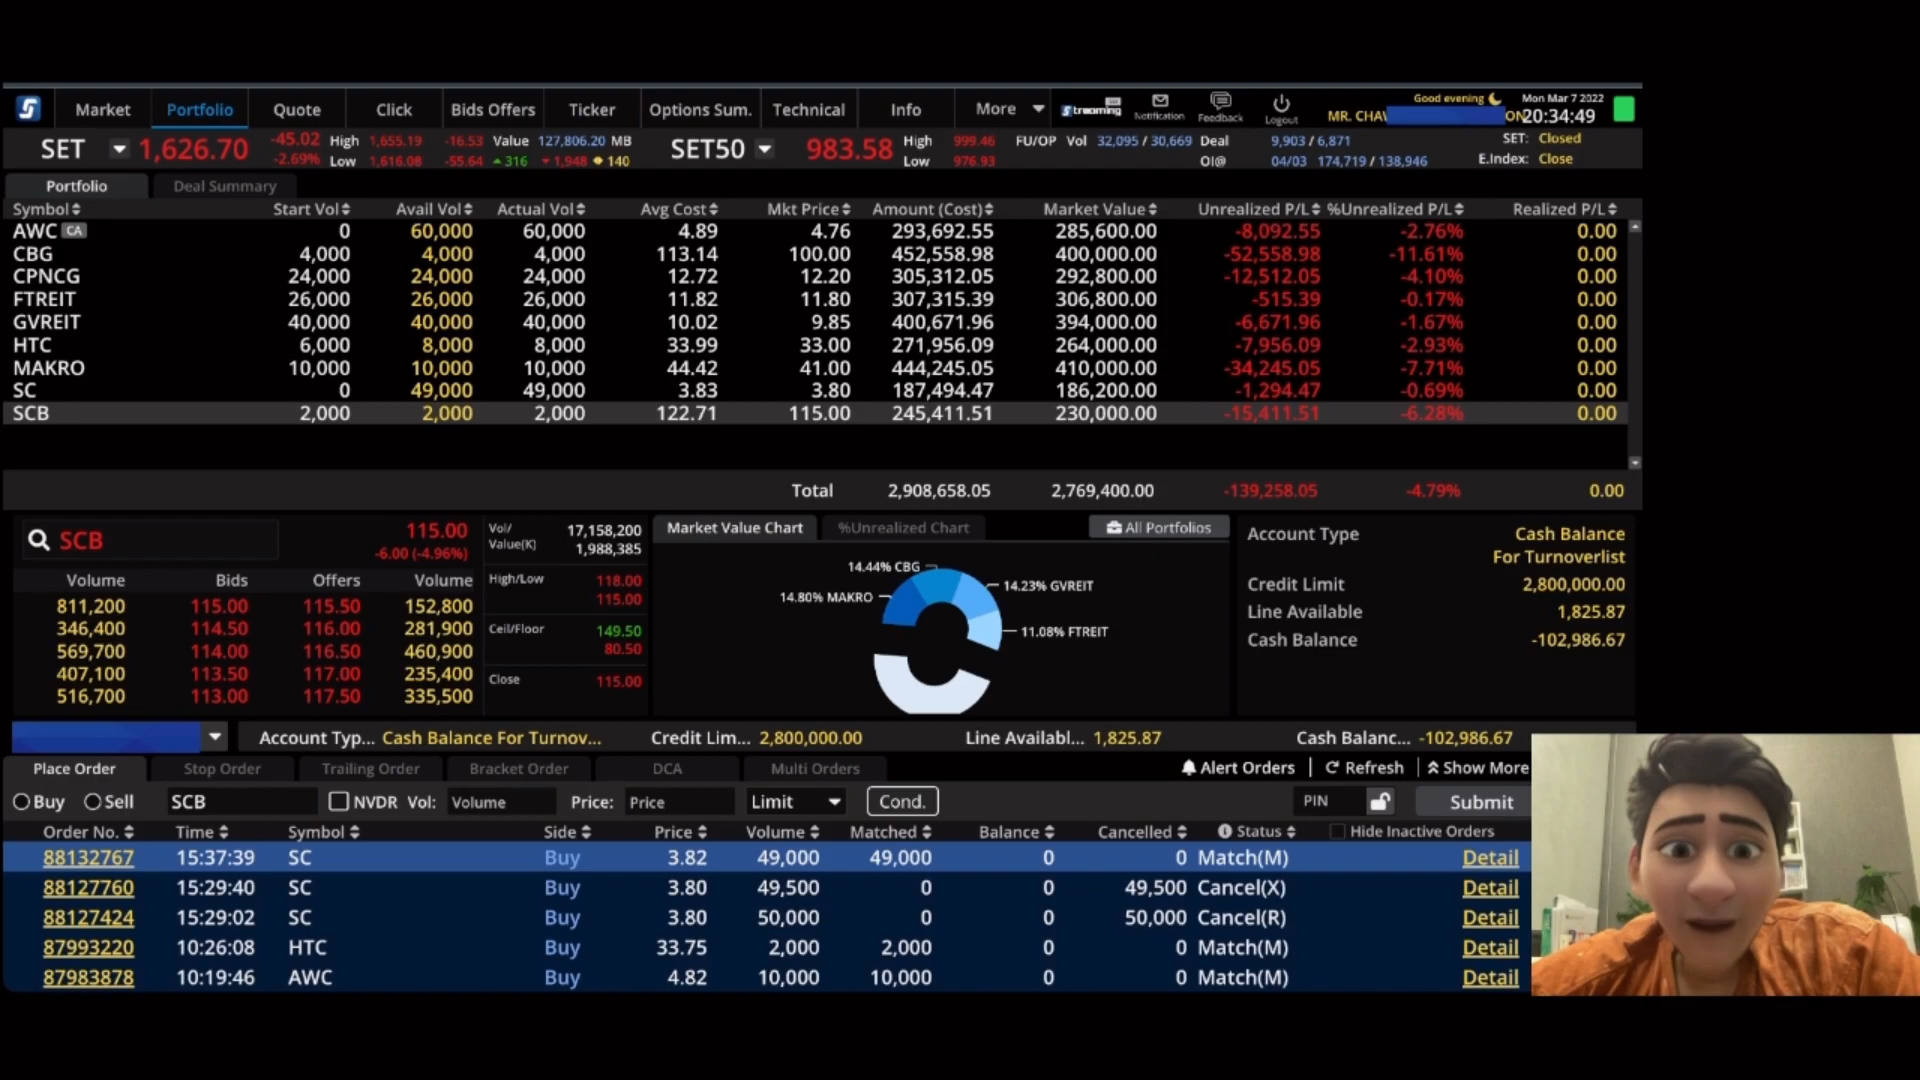 Market Portfolio Quote Click Bids Offers Ticker Options Sum. Technical Info More Streaming Notification Feedback Logout
Good evening Mon Mar 7 2022
MR. CHA ON 20:34:49
SET 1,626.70 -45.02 High 1,655.19 -16.53 Value 127,806.20 MB SET50 983.58 High 999.46 FU/OP Vol 32,095 / 30,669 Deal 9,903 / 6,871 SET: Closed
-2.69% Low 1,616.08 -55.64 316 1,948 140 Low 976.93 OI@ 04/03 174,719 / 138,946 E.Index: Close
Portfolio Deal Summary
Symbol Start Vol Avail Vol Actual Vol Avg Cost Mkt Price Amount (Cost) Market Value Unrealized P/L %Unrealized P/L Realized P/L
AWC CA 0 60,000 60,000 4.89 4.76 293,692.55 285,600.00 -8,092.55 -2.76% 0.00
CBG 4,000 4,000 4,000 113.14 100.00 452,558.98 400,000.00 -52,558.98 -11.61% 0.00
CPNCG 24,000 24,000 24,000 12.72 12.20 305,312.05 292,800.00 -12,512.05 -4.10% 0.00
FTREIT 26,000 26,000 26,000 11.82 11.80 307,315.39 306,800.00 -515.39 -0.17% 0.00
GVREIT 40,000 40,000 40,000 10.02 9.85 400,671.96 394,000.00 -6,671.96 -1.67% 0.00
HTC 6,000 8,000 8,000 33.99 33.00 271,956.09 264,000.00 -7,956.09 -2.93% 0.00
MAKRO 10,000 10,000 10,000 44.42 41.00 444,245.05 410,000.00 -34,245.05 -7.71% 0.00
SC 0 49,000 49,000 3.83 3.80 187,494.47 186,200.00 -1,294.47 -0.69% 0.00
SCB 2,000 2,000 2,000 122.71 115.00 245,411.51 230,000.00 -15,411.51 -6.28% 0.00
Total 2,908,658.05 2,769,400.00 -139,258.05 -4.79% 0.00
SCB 115.00
-6.00 (-4.96%)
Volume Bids Offers Volume
811,200 115.00 115.50 152,800
346,400 114.50 116.00 281,900
569,700 114.00 116.50 460,900
407,100 113.50 117.00 235,400
516,700 113.00 117.50 335,500
Vol/ 17,158,200
Value(K) 1,988,385
High/Low 118.00
115.00
Ceil/Floor 149.50
80.50
Close 115.00
Market Value Chart %Unrealized Chart All Portfolios
14.44% CBG
14.23% GVREIT
14.80% MAKRO
11.08% FTREIT
Account Type Cash Balance
For Turnoverlist
Credit Limit 2,800,000.00
Line Available 1,825.87
Cash Balance -102,986.67
Account Typ... Cash Balance For Turnov... Credit Lim... 2,800,000.00 Line Availabl... 1,825.87 Cash Balanc... -102,986.67
Place Order Stop Order Trailing Order Bracket Order DCA Multi Orders Alert Orders Refresh Show More
Buy Sell SCB NVDR Vol: Volume Price: Price Limit Cond. PIN Submit
Order No. Time Symbol Side Price Volume Matched Balance Cancelled Status Hide Inactive Orders
88132767 15:37:39 SC Buy 3.82 49,000 49,000 0 0 Match(M) Detail
88127760 15:29:40 SC Buy 3.80 49,500 0 0 49,500 Cancel(X) Detail
88127424 15:29:02 SC Buy 3.80 50,000 0 0 50,000 Cancel(R) Detail
87993220 10:26:08 HTC Buy 33.75 2,000 2,000 0 0 Match(M) Detail
87983878 10:19:46 AWC Buy 4.82 10,000 10,000 0 0 Match(M) Detail